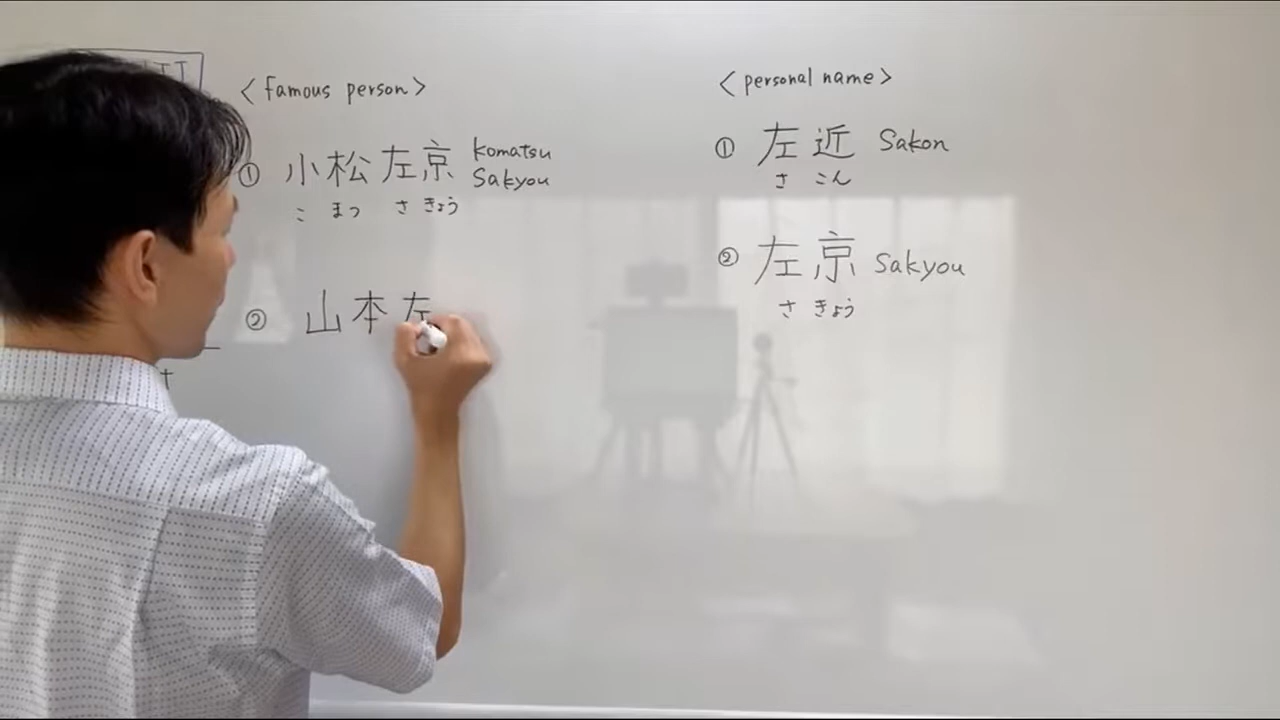 <famous person>
① 小松左京 Komatsu
Sakyou
こ まつ さ きょう
② 山本左
<personal name>
① 左近 Sakon
さ こん
② 左京 Sakyou
さ きょう